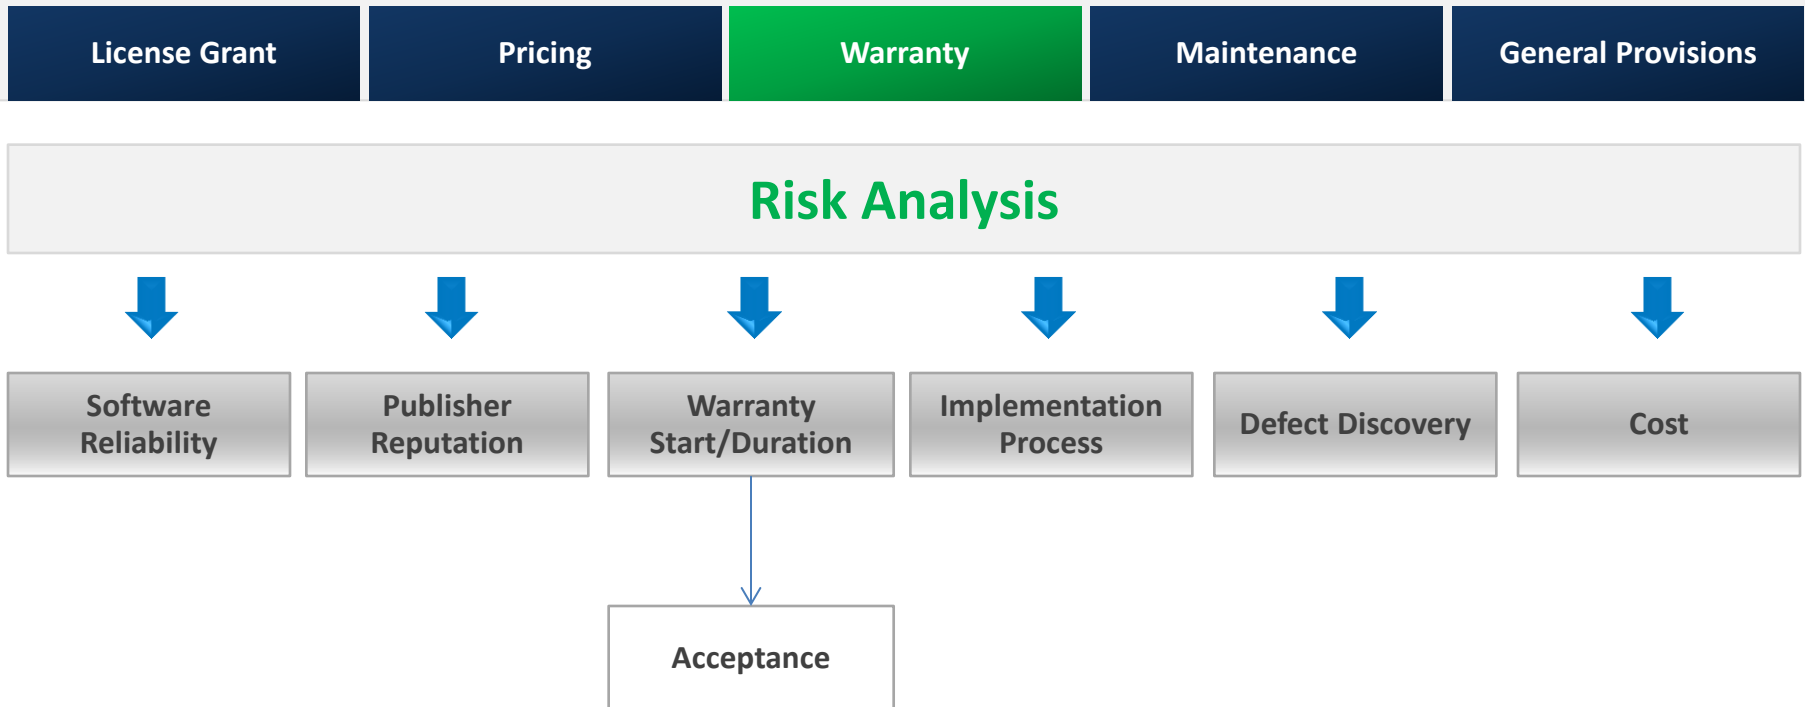 License Grant
Pricing
Warranty
Maintenance
General Provisions
Risk Analysis
Software
Reliability
Publisher
Reputation
Warranty
Start/Duration
Implementation
Process
Defect Discovery
Cost
Acceptance